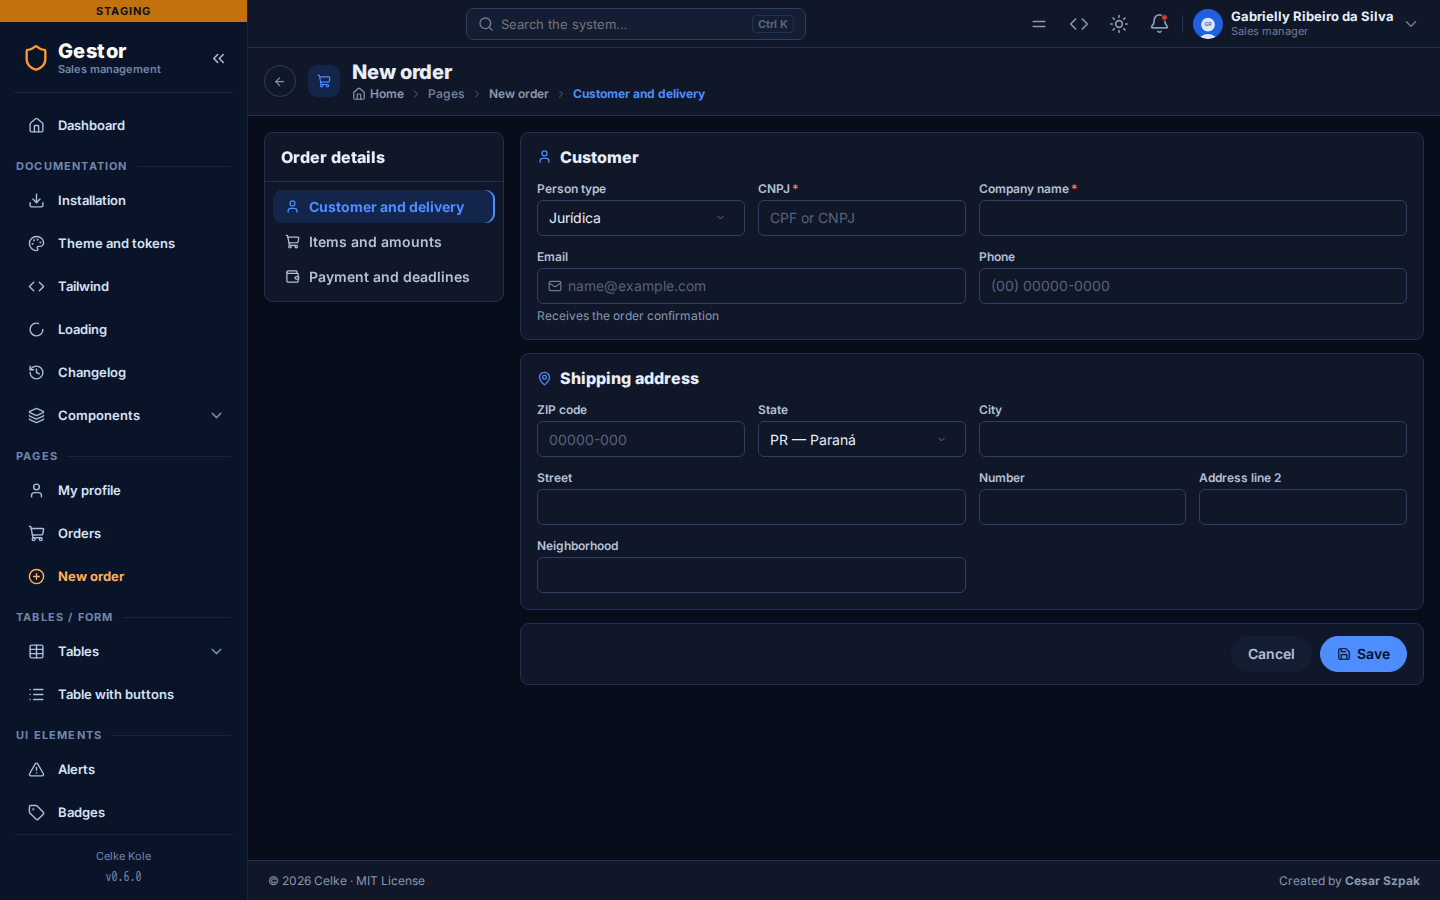 STAGING
Gestor
Sales management
Dashboard
DOCUMENTATION
Installation
Theme and tokens
Tailwind
Loading
Changelog
Components
PAGES
My profile
Orders
New order
TABLES / FORM
Tables
Table with buttons
UI ELEMENTS
Alerts
Badges
Celke Kole
v0.6.0
Search the system...
Ctrl K
GR
Gabrielly Ribeiro da Silva
Sales manager
New order
Home
Pages
New order
Customer and delivery
Order details
Customer and delivery
Items and amounts
Payment and deadlines
Customer
Person type
CNPJ *
Company name *
Jurídica
CPF or CNPJ
Email
Phone
name@example.com
(00) 00000-0000
Receives the order confirmation
Shipping address
ZIP code
State
City
00000-000
PR — Paraná
Street
Number
Address line 2
Neighborhood
Cancel
Save
© 2026 Celke · MIT License
Created by Cesar Szpak